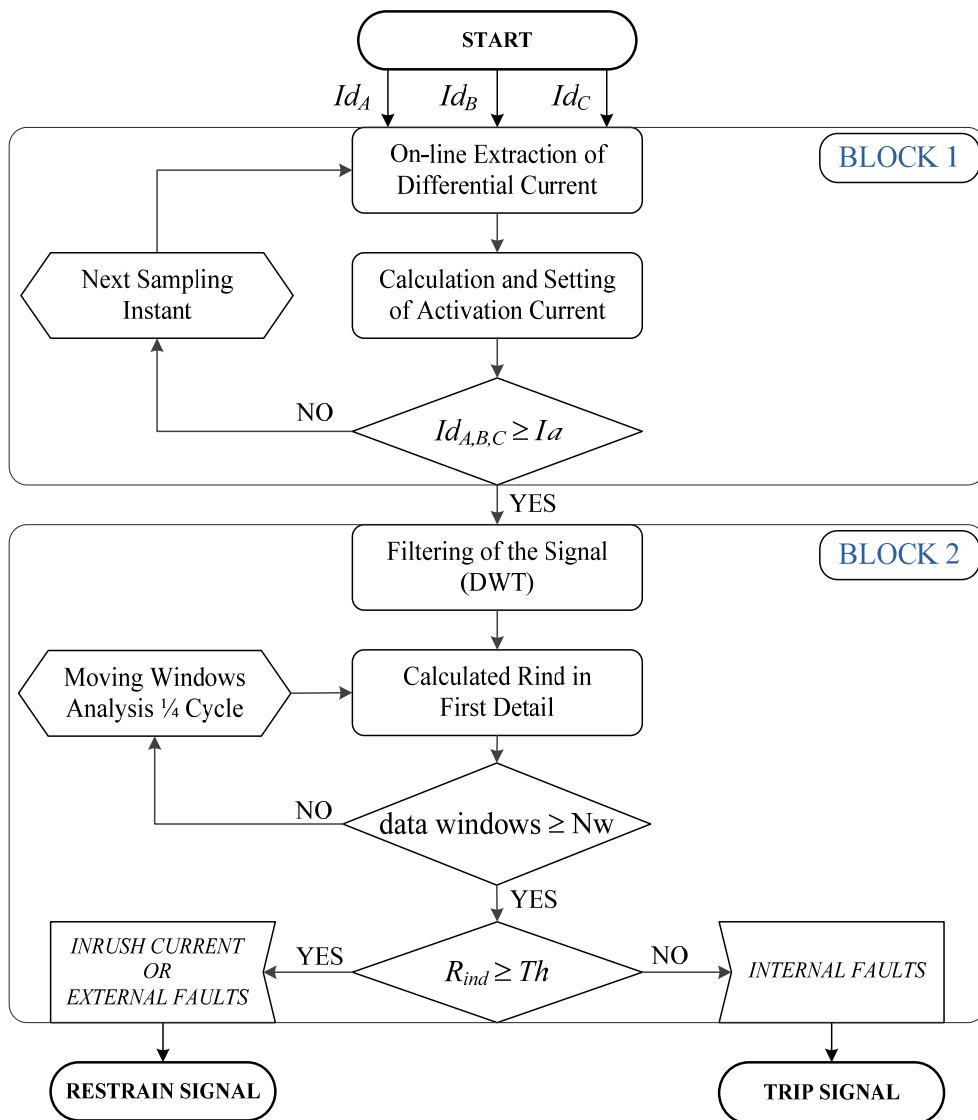 START
Id_A
Id_B
Id_C
BLOCK 1
On-line Extraction of
Differential Current
Next Sampling
Instant
Calculation and Setting
of Activation Current
NO
Id_A,B,C ≥ Ia
YES
BLOCK 2
Filtering of the Signal
(DWT)
Moving Windows
Analysis ¼ Cycle
Calculated Rind in
First Detail
NO
data windows ≥ Nw
YES
INRUSH CURRENT
OR
EXTERNAL FAULTS
YES
R_ind ≥ Th
NO
INTERNAL FAULTS
RESTRAIN SIGNAL
TRIP SIGNAL